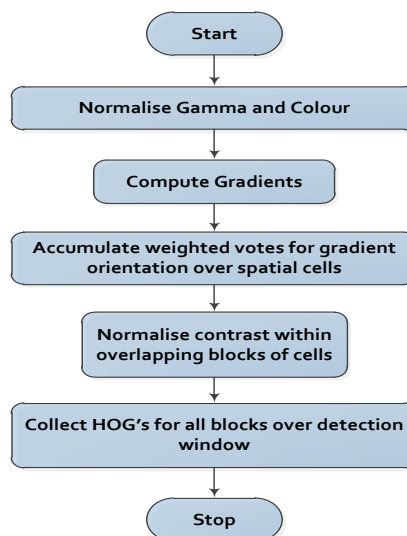 Start
Normalise Gamma and Colour
Compute Gradients
Accumulate weighted votes for gradient
orientation over spatial cells
Normalise contrast within
overlapping blocks of cells
Collect HOG's for all blocks over detection
window
Stop